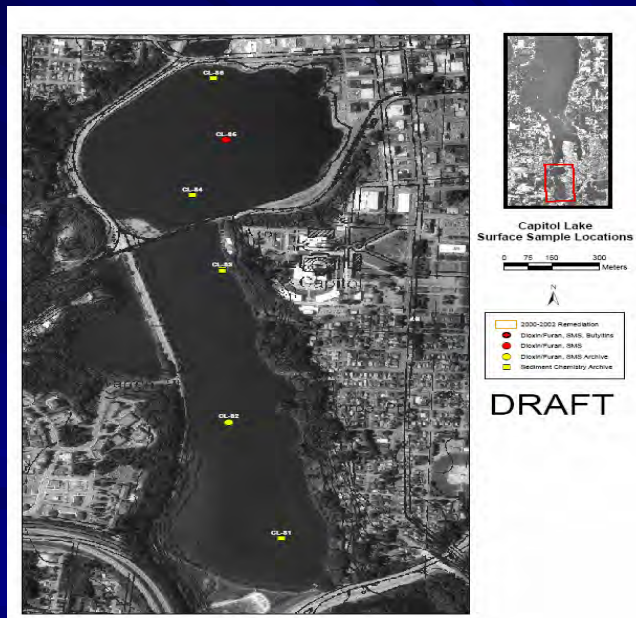 CL-S6
CL-S5
CL-S4
CL-S3
Capitol
CL-S2
CL-S1
Capitol Lake
Surface Sample Locations
0 75 150 300
Meters
N
2000-2002 Remediation
Dioxin/Furan, SMS, Butyltins
Dioxin/Furan, SMS
Dioxin/Furan, SMS Archive
Sediment Chemistry Archive
DRAFT